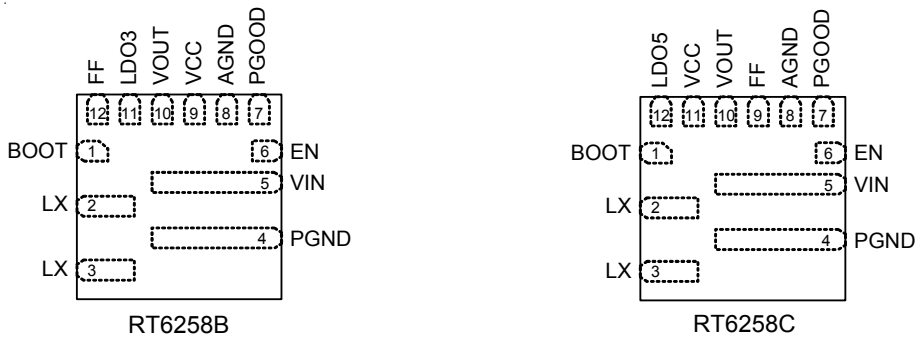 FF LDO3 VOUT VCC AGND PGOOD
12 11 10 9 8 7
BOOT 1 6 EN
5 VIN
LX 2
4 PGND
LX 3
RT6258B
LDO5 VCC VOUT FF AGND PGOOD
12 11 10 9 8 7
BOOT 1 6 EN
5 VIN
LX 2
4 PGND
LX 3
RT6258C